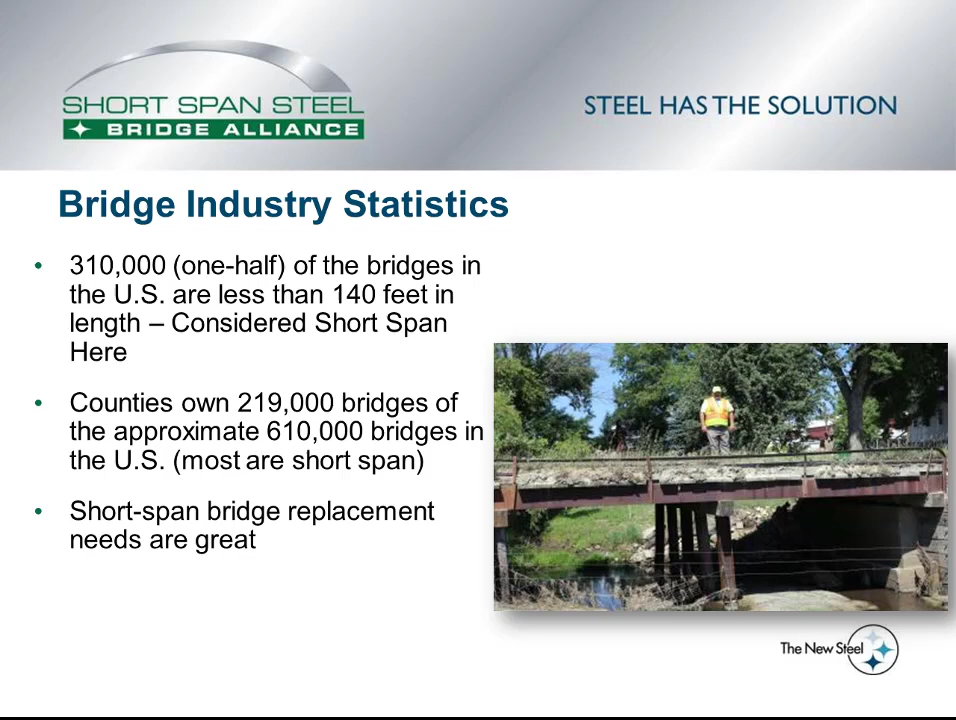 SHORT SPAN STEEL
BRIDGE ALLIANCE
STEEL HAS THE SOLUTION
Bridge Industry Statistics
• 310,000 (one-half) of the bridges in
the U.S. are less than 140 feet in
length – Considered Short Span
Here
• Counties own 219,000 bridges of
the approximate 610,000 bridges in
the U.S. (most are short span)
• Short-span bridge replacement
needs are great
The New Steel